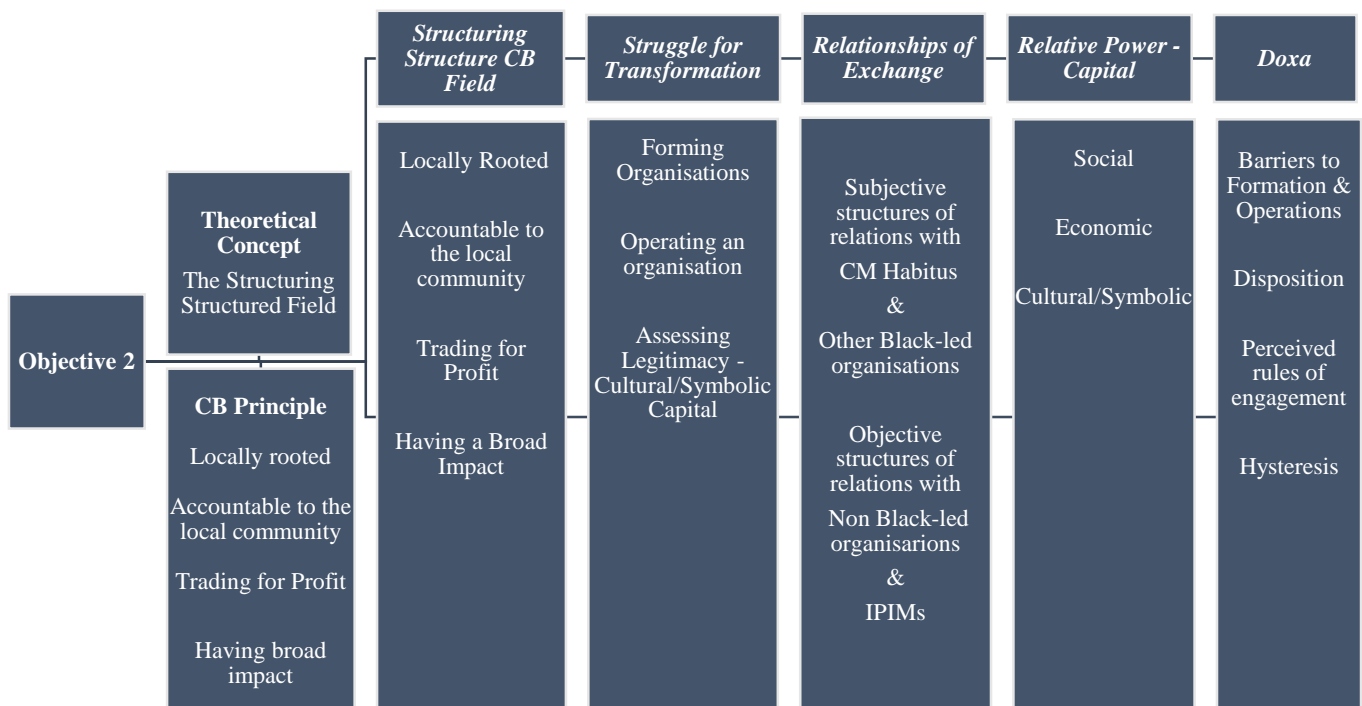 Objective 2
Theoretical
Concept
The Structuring
Structured Field
CB Principle
Locally rooted
Accountable to the
local community
Trading for Profit
Having broad
impact
Structuring
Structure CB
Field
Locally Rooted
Accountable to
the local
community
Trading for
Profit
Having a Broad
Impact
Struggle for
Transformation
Forming
Organisations
Operating an
organisation
Assessing
Legitimacy -
Cultural/Symbolic
Capital
Relationships of
Exchange
Subjective
structures of
relations with
CM Habitus
&
Other Black-led
organisations
Objective
structures of
relations with
Non Black-led
organisarions
&
IPIMs
Relative Power -
Capital
Social
Economic
Cultural/Symbolic
Doxa
Barriers to
Formation &
Operations
Disposition
Perceived
rules of
engagement
Hysteresis